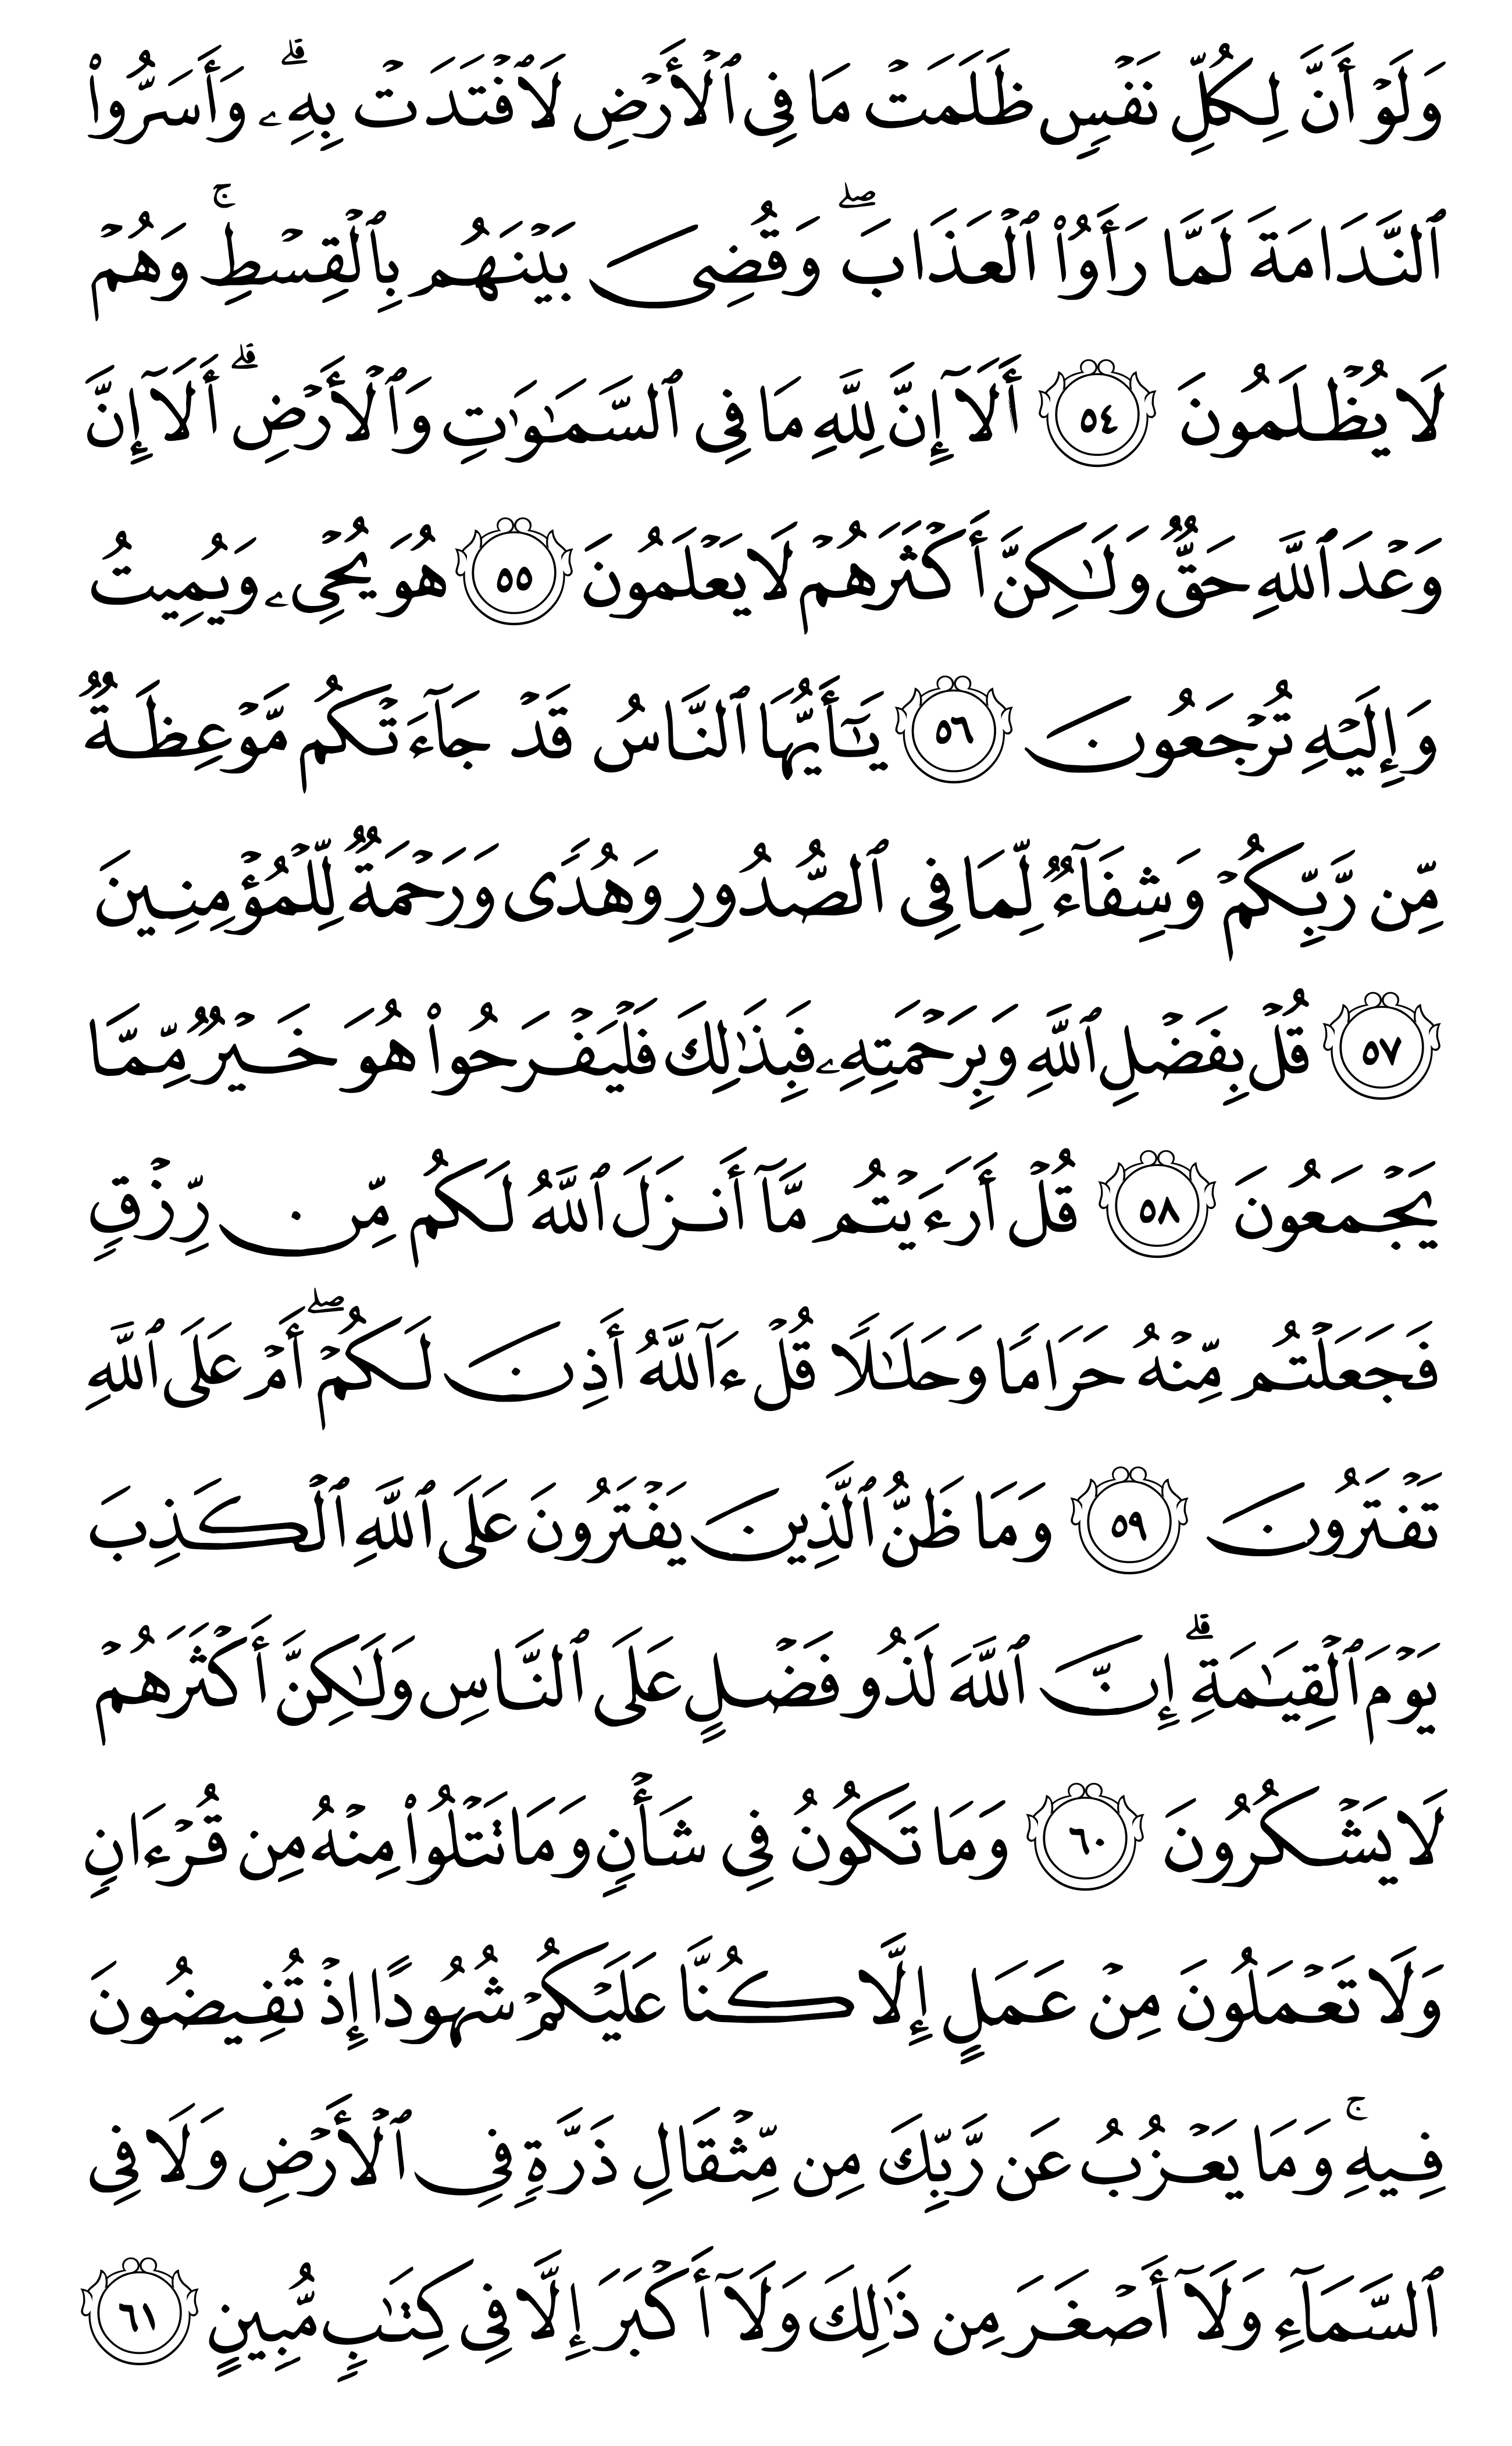 وَلَوۡ أَنَّ لِكُلِّ نَفۡسٖ ظَلَمَتۡ مَا فِي ٱلۡأَرۡضِ لَٱفۡتَدَتۡ بِهِۦۗ وَأَسَرُّواْ
ٱلنَّدَامَةَ لَمَّا رَأَوُاْ ٱلۡعَذَابَۖ وَقُضِيَ بَيۡنَهُم بِٱلۡقِسۡطِۚ وَهُمۡ
لَا يُظۡلَمُونَ ٥٤ أَلَآ إِنَّ لِلَّهِ مَا فِي ٱلسَّمَٰوَٰتِ وَٱلۡأَرۡضِۗ أَلَآ إِنَّ
وَعۡدَ ٱللَّهِ حَقّٞ وَلَٰكِنَّ أَكۡثَرَهُمۡ لَا يَعۡلَمُونَ ٥٥ هُوَ يُحۡيِۦ وَيُمِيتُ
وَإِلَيۡهِ تُرۡجَعُونَ ٥٦ يَٰٓأَيُّهَا ٱلنَّاسُ قَدۡ جَآءَتۡكُم مَّوۡعِظَةٞ
مِّن رَّبِّكُمۡ وَشِفَآءٞ لِّمَا فِي ٱلصُّدُورِ وَهُدٗى وَرَحۡمَةٞ لِّلۡمُؤۡمِنِينَ
٥٧ قُلۡ بِفَضۡلِ ٱللَّهِ وَبِرَحۡمَتِهِۦ فَبِذَٰلِكَ فَلۡيَفۡرَحُواْ هُوَ خَيۡرٞ مِّمَّا
يَجۡمَعُونَ ٥٨ قُلۡ أَرَءَيۡتُم مَّآ أَنزَلَ ٱللَّهُ لَكُم مِّن رِّزۡقٖ
فَجَعَلۡتُم مِّنۡهُ حَرَامٗا وَحَلَٰلٗا قُلۡ ءَآللَّهُ أَذِنَ لَكُمۡۖ أَمۡ عَلَى ٱللَّهِ
تَفۡتَرُونَ ٥٩ وَمَا ظَنُّ ٱلَّذِينَ يَفۡتَرُونَ عَلَى ٱللَّهِ ٱلۡكَذِبَ
يَوۡمَ ٱلۡقِيَٰمَةِۗ إِنَّ ٱللَّهَ لَذُو فَضۡلٍ عَلَى ٱلنَّاسِ وَلَٰكِنَّ أَكۡثَرَهُمۡ
لَا يَشۡكُرُونَ ٦٠ وَمَا تَكُونُ فِي شَأۡنٖ وَمَا تَتۡلُواْ مِنۡهُ مِن قُرۡءَانٖ
وَلَا تَعۡمَلُونَ مِنۡ عَمَلٍ إِلَّا كُنَّا عَلَيۡكُمۡ شُهُودًا إِذۡ تُفِيضُونَ
فِيهِۚ وَمَا يَعۡزُبُ عَن رَّبِّكَ مِن مِّثۡقَالِ ذَرَّةٖ فِي ٱلۡأَرۡضِ وَلَا فِي
ٱلسَّمَآءِ وَلَآ أَصۡغَرَ مِن ذَٰلِكَ وَلَآ أَكۡبَرَ إِلَّا فِي كِتَٰبٖ مُّبِينٍ ٦١